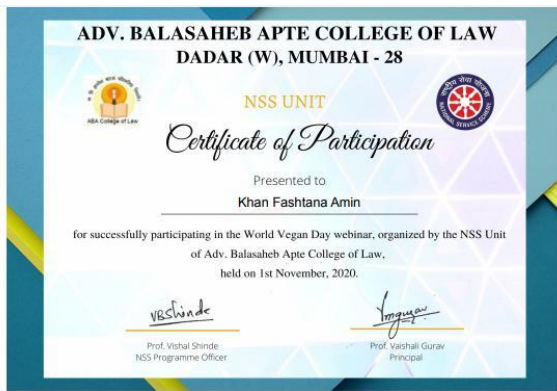 ADV. BALASAHEB APTE COLLEGE OF LAW
DADAR (W), MUMBAI - 28
ABA College of Law
NSS UNIT
राष्ट्रीय सेवा योजना
NATIONAL SERVICE SCHEME
Certificate of Participation
Presented to
Khan Fashtana Amin
for successfully participating in the World Vegan Day webinar, organized by the NSS Unit
of Adv. Balasaheb Apte College of Law,
held on 1st November, 2020.
VBShinde
Prof. Vishal Shinde
NSS Programme Officer
Prof. Vaishali Gurav
Principal